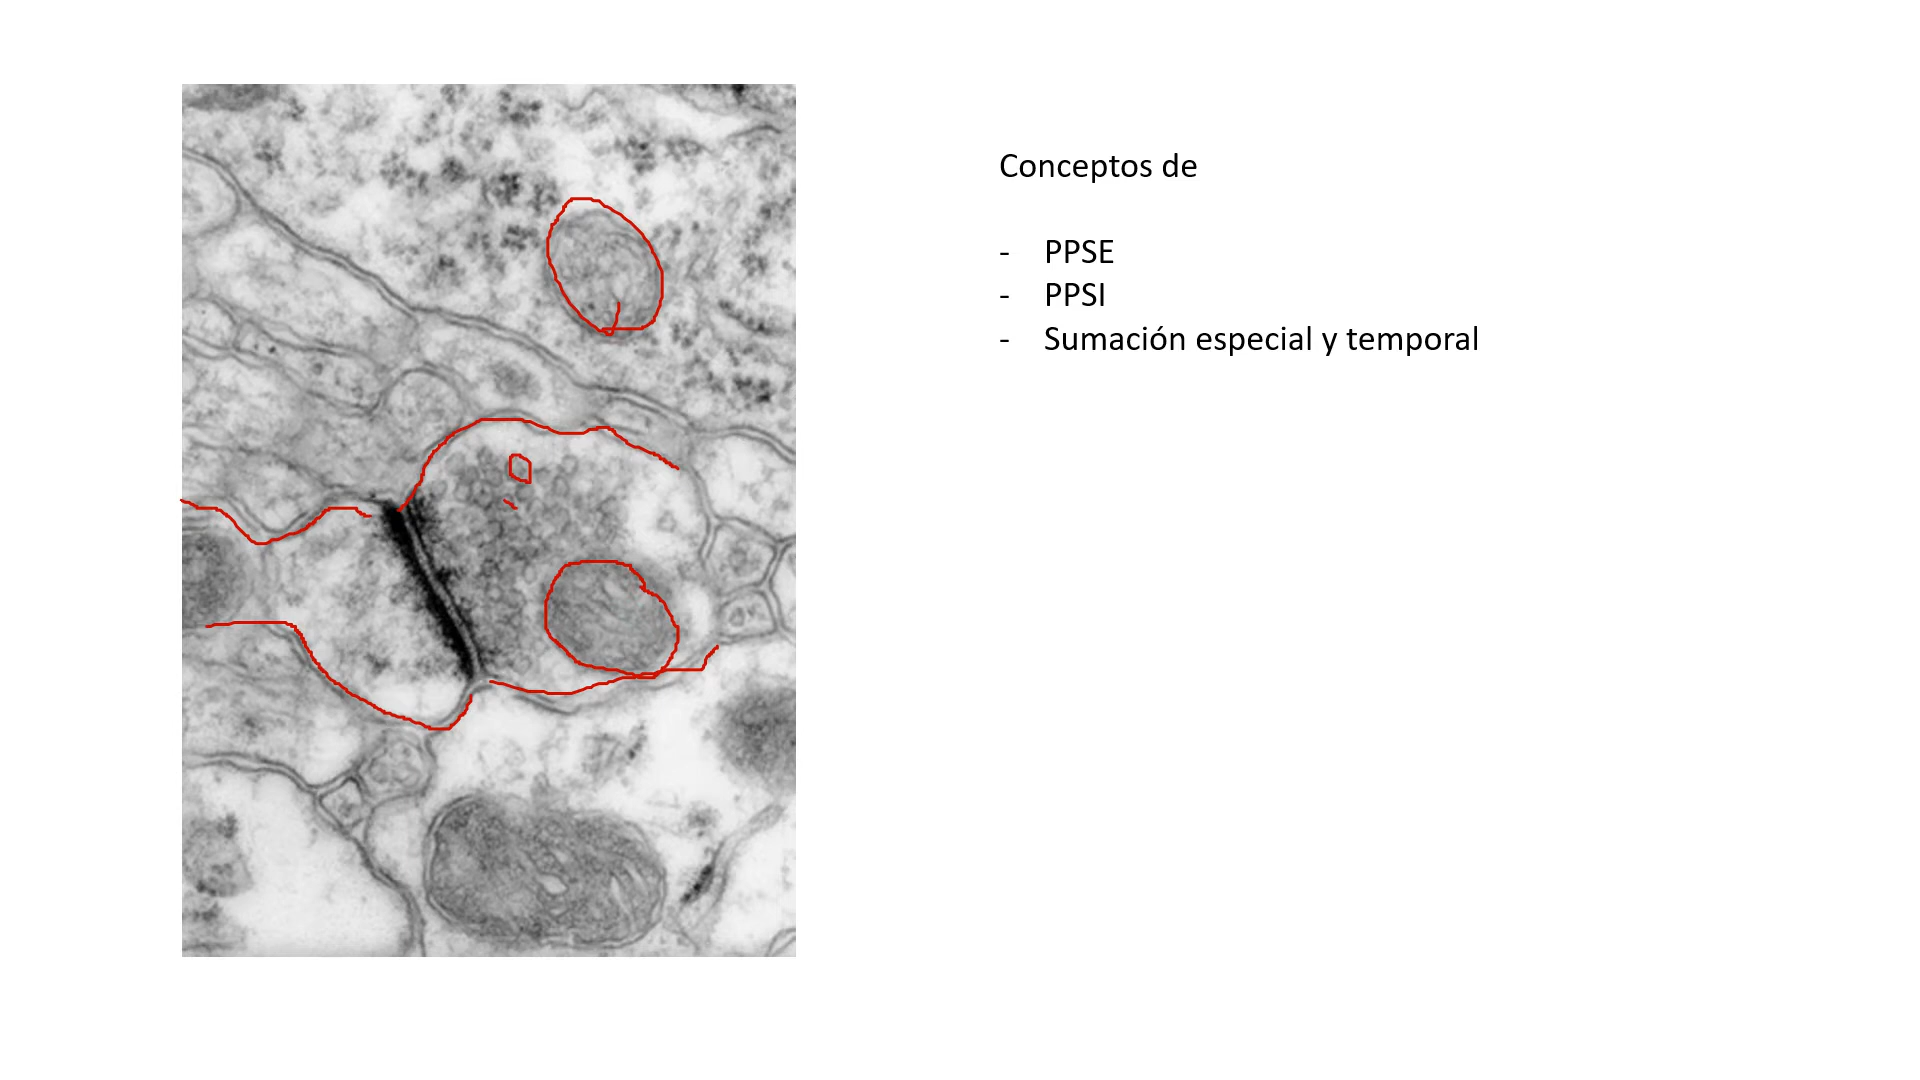 Conceptos de
- PPSE
- PPSI
- Sumación especial y temporal